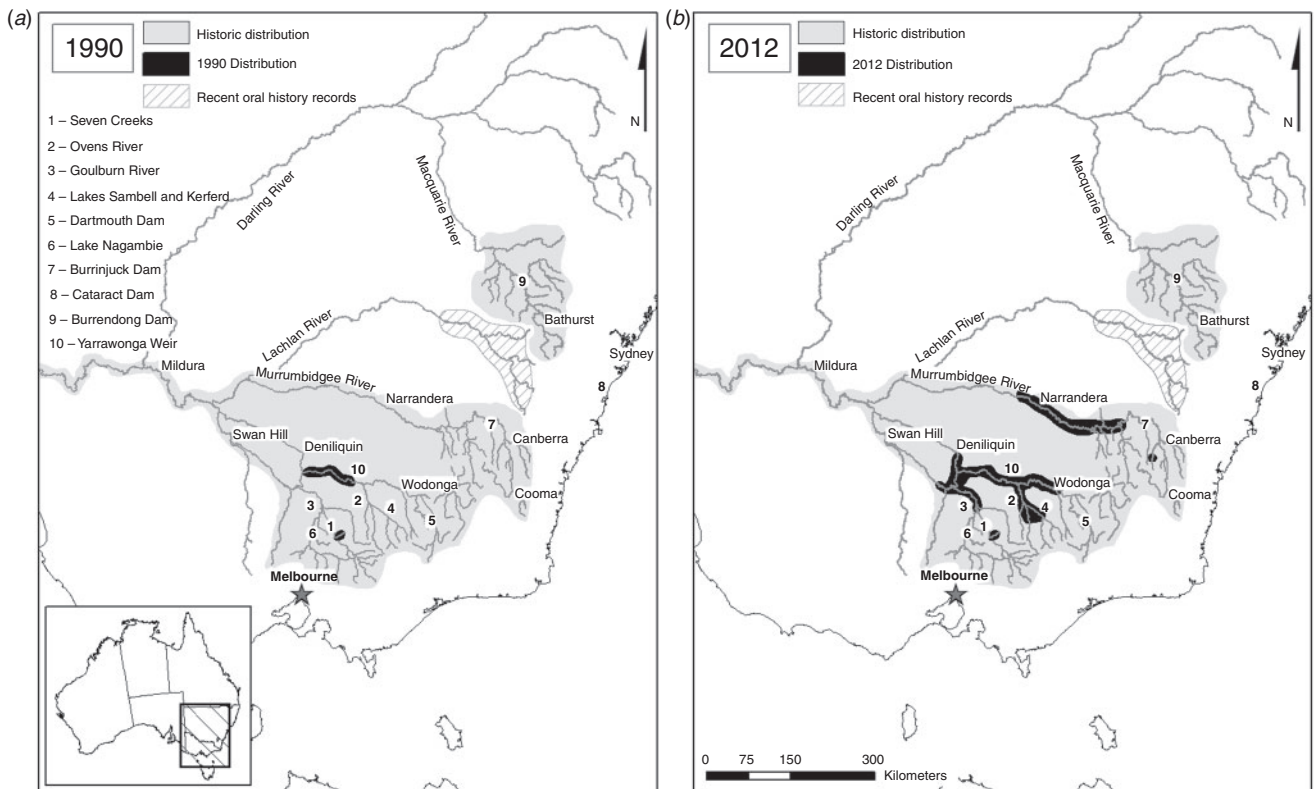 (a)
1990
Historic distribution
1990 Distribution
Recent oral history records
N
1 – Seven Creeks
2 – Ovens River
3 – Goulburn River
4 – Lakes Sambell and Kerferd
5 – Dartmouth Dam
6 – Lake Nagambie
7 – Burrinjuck Dam
8 – Cataract Dam
9 – Burrendong Dam
10 – Yarrawonga Weir
Darling River
Macquarie River
9
Bathurst
Lachlan River
Sydney
Mildura
8
Murrumbidgee River
Narrandera
7
Swan Hill
Canberra
Deniliquin
10
Wodonga
Cooma
3
2
4
5
1
6
Melbourne
(b)
2012
Historic distribution
2012 Distribution
Recent oral history records
N
Darling River
Macquarie River
9
Bathurst
Lachlan River
Sydney
Mildura
8
Murrumbidgee River
Narrandera
7
Swan Hill
Canberra
Deniliquin
10
Wodonga
Cooma
3
2
4
5
1
6
Melbourne
0 75 150 300
Kilometers